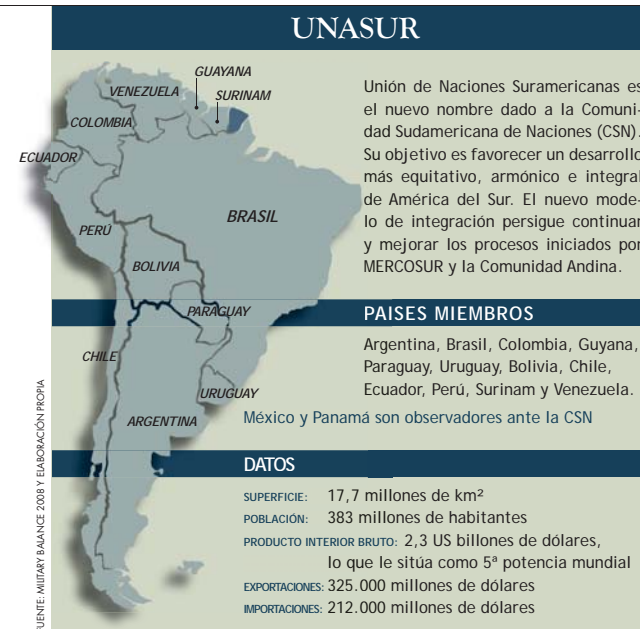 UNASUR
GUAYANA
VENEZUELA
SURINAM
COLOMBIA
ECUADOR
BRASIL
PERÚ
BOLIVIA
PARAGUAY
CHILE
URUGUAY
ARGENTINA
Unión de Naciones Suramericanas es
el nuevo nombre dado a la Comuni-
dad Sudamericana de Naciones (CSN).
Su objetivo es favorecer un desarrollo
más equitativo, armónico e integral
de América del Sur. El nuevo mode-
lo de integración persigue continuar
y mejorar los procesos iniciados por
MERCOSUR y la Comunidad Andina.
PAISES MIEMBROS
Argentina, Brasil, Colombia, Guyana,
Paraguay, Uruguay, Bolivia, Chile,
Ecuador, Perú, Surinam y Venezuela.
México y Panamá son observadores ante la CSN
DATOS
SUPERFICIE: 17,7 millones de km²
POBLACIÓN: 383 millones de habitantes
PRODUCTO INTERIOR BRUTO: 2,3 US billones de dólares,
lo que le sitúa como 5ª potencia mundial
EXPORTACIONES: 325.000 millones de dólares
IMPORTACIONES: 212.000 millones de dólares
UENTE: MILITARY BALANCE 2008 Y ELABORACIÓN PROPIA